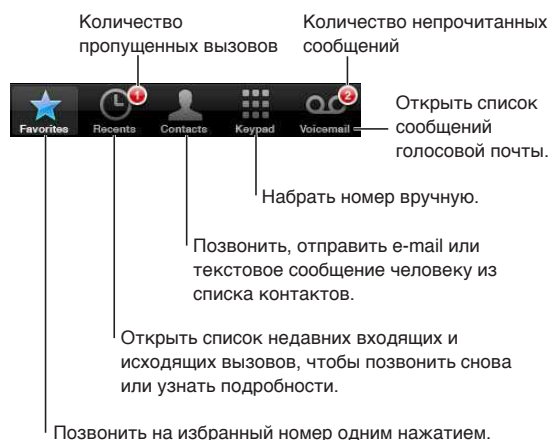 Количество
пропущенных вызовов
Количество непрочитанных
сообщений
1
2
Favorites
Recents
Contacts
Keypad
Voicemail
Открыть список
сообщений
голосовой почты.
Набрать номер вручную.
Позвонить, отправить e-mail или
текстовое сообщение человеку из
списка контактов.
Открыть список недавних входящих и
исходящих вызовов, чтобы позвонить снова
или узнать подробности.
Позвонить на избранный номер одним нажатием.